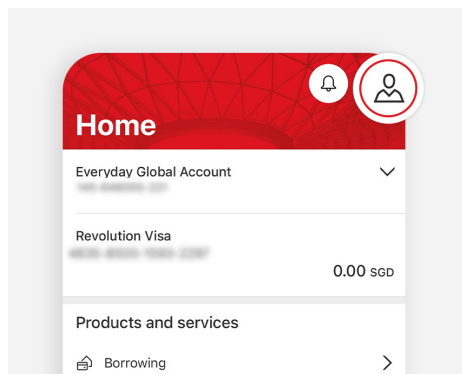 Home
Everyday Global Account
Revolution Visa
0.00 SGD
Products and services
Borrowing